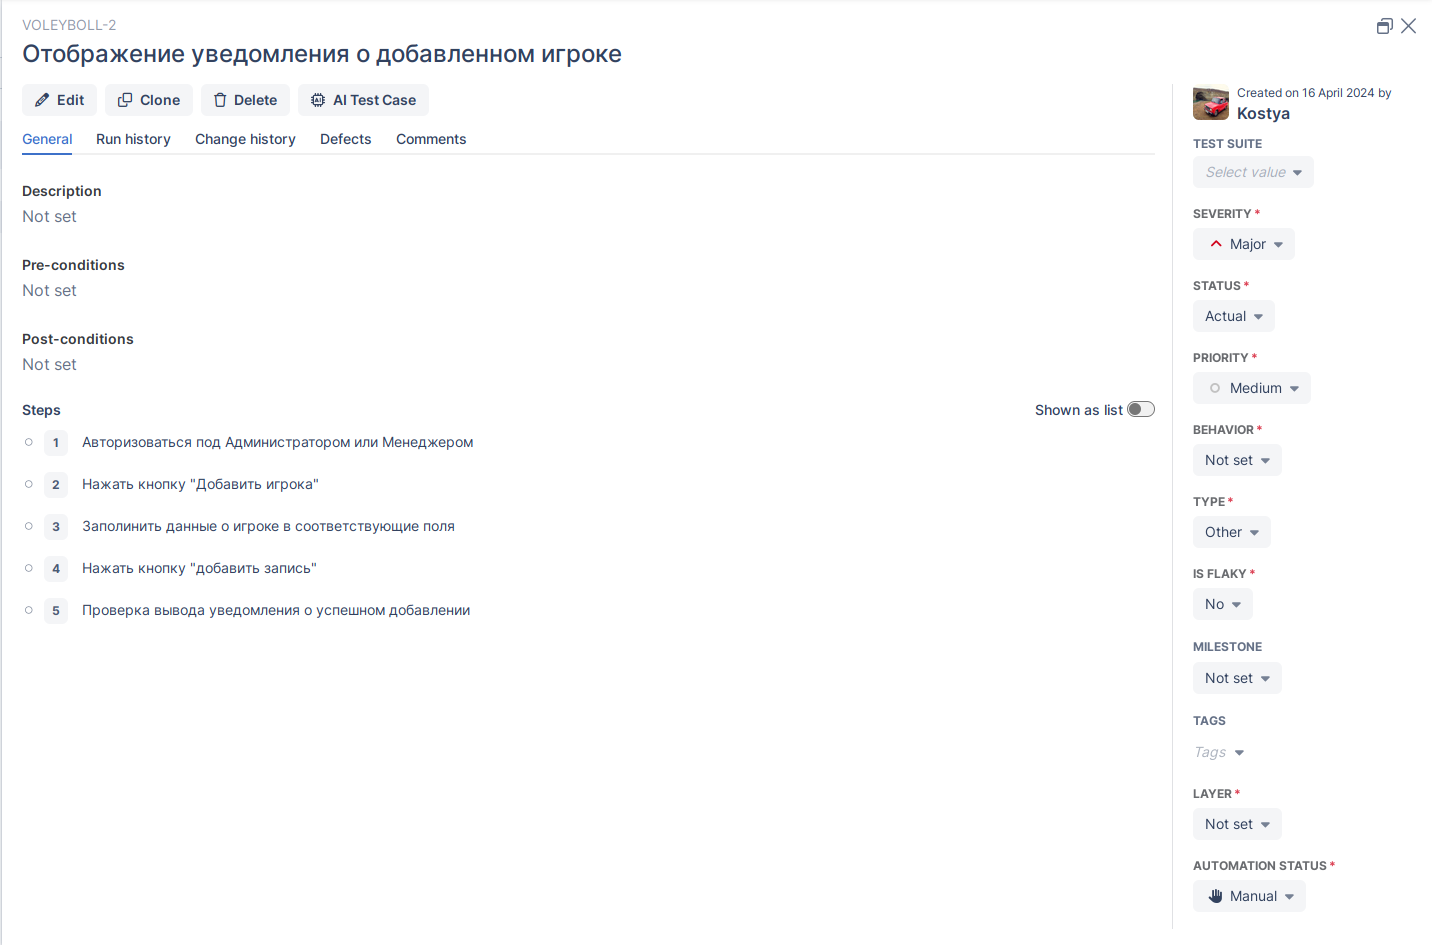 VOLEYBOLL-2
Отображение уведомления о добавленном игроке
Edit
Clone
Delete
AI Test Case
General
Run history
Change history
Defects
Comments
Description
Not set
Pre-conditions
Not set
Post-conditions
Not set
Steps
Shown as list
1 Авторизоваться под Администратором или Менеджером
2 Нажать кнопку "Добавить игрока"
3 Заполинить данные о игроке в соответствующие поля
4 Нажать кнопку "добавить запись"
5 Проверка вывода уведомления о успешном добавлении
Created on 16 April 2024 by
Kostya
TEST SUITE
Select value
SEVERITY *
Major
STATUS *
Actual
PRIORITY *
Medium
BEHAVIOR *
Not set
TYPE *
Other
IS FLAKY *
No
MILESTONE
Not set
TAGS
Tags
LAYER *
Not set
AUTOMATION STATUS *
Manual